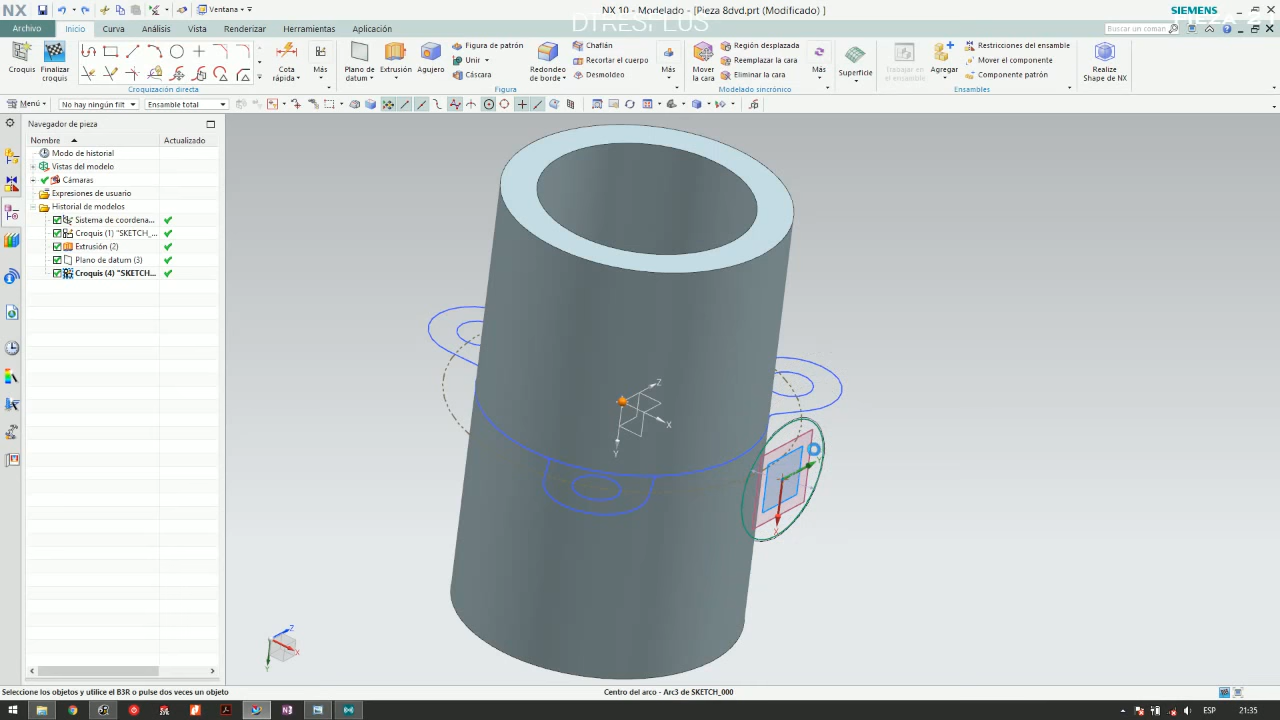 NX
Ventana
NX 10 - Modelado - [Pieza 8dvd.prt (Modificado) ]
DTRESPLUS
SIEMENS
Archivo
Inicio
Curva
Análisis
Vista
Renderizar
Herramientas
Aplicación
Buscar un coman
Croquis
Finalizar croquis
Cota rápida
Más
Croquización directa
Plano de datum
Extrusión
Agujero
Figura de patrón
Unir
Cáscara
Redondeo de borde
Chaflán
Recortar el cuerpo
Desmoldeo
Más
Figura
Mover la cara
Región desplazada
Reemplazar la cara
Eliminar la cara
Más
Modelado sincrónico
Superficie
Trabajar en el ensamble
Agregar
Restricciones del ensamble
Mover el componente
Componente patrón
Ensambles
Realize Shape de NX
Menú
No hay ningún filt
Ensamble total
Navegador de pieza
Nombre
Actualizado
Modo de historial
Vistas del modelo
Cámaras
Expresiones de usuario
Historial de modelos
Sistema de coordena...
Croquis (1) "SKETCH_...
Extrusión (2)
Plano de datum (3)
Croquis (4) "SKETCH...
Z
X
Y
Y
X
Z
X
Y
Seleccione los objetos y utilice el B3R o pulse dos veces un objeto
Centro del arco - Arc3 de SKETCH_000
ESP
21:35